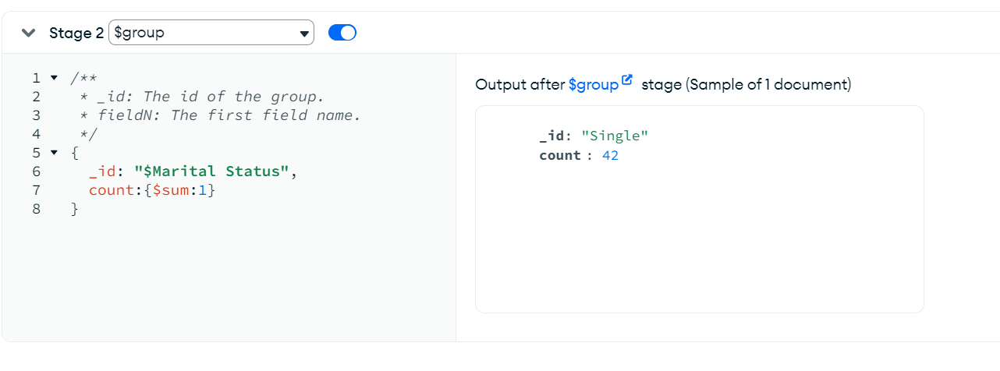 Stage 2 $group
1 /**
2 * _id: The id of the group.
3 * fieldN: The first field name.
4 */
5 {
6 _id: "$Marital Status",
7 count:{$sum:1}
8 }
Output after $group stage (Sample of 1 document)
_id: "Single"
count : 42